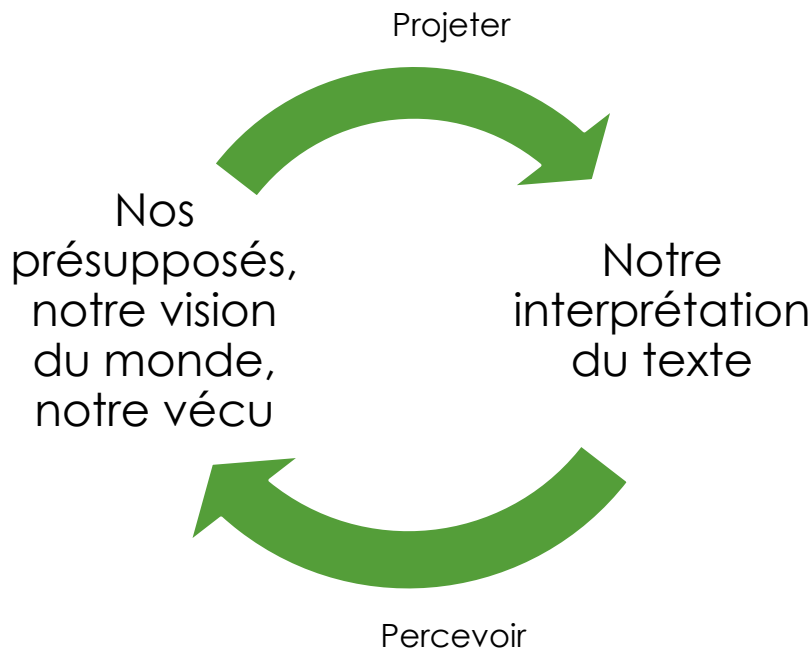 Projeter
Nos
présupposés,
notre vision
du monde,
notre vécu
Notre
interprétation
du texte
Percevoir